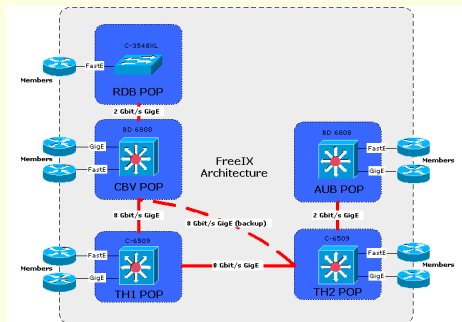 C-3548XL
FastE
Members
RDB POP
2 Gbit/s GigE
BD 6808
GigE
FastE
Members
CBV POP
FreeIX
Architecture
BD 6808
FastE
GigE
Members
AUB POP
8 Gbit/s GigE
8 Gbit/s GigE (backup)
2 Gbit/s GigE
C-6509
FastE
GigE
Members
TH1 POP
8 Gbit/s GigE
C-6509
FastE
GigE
Members
TH2 POP